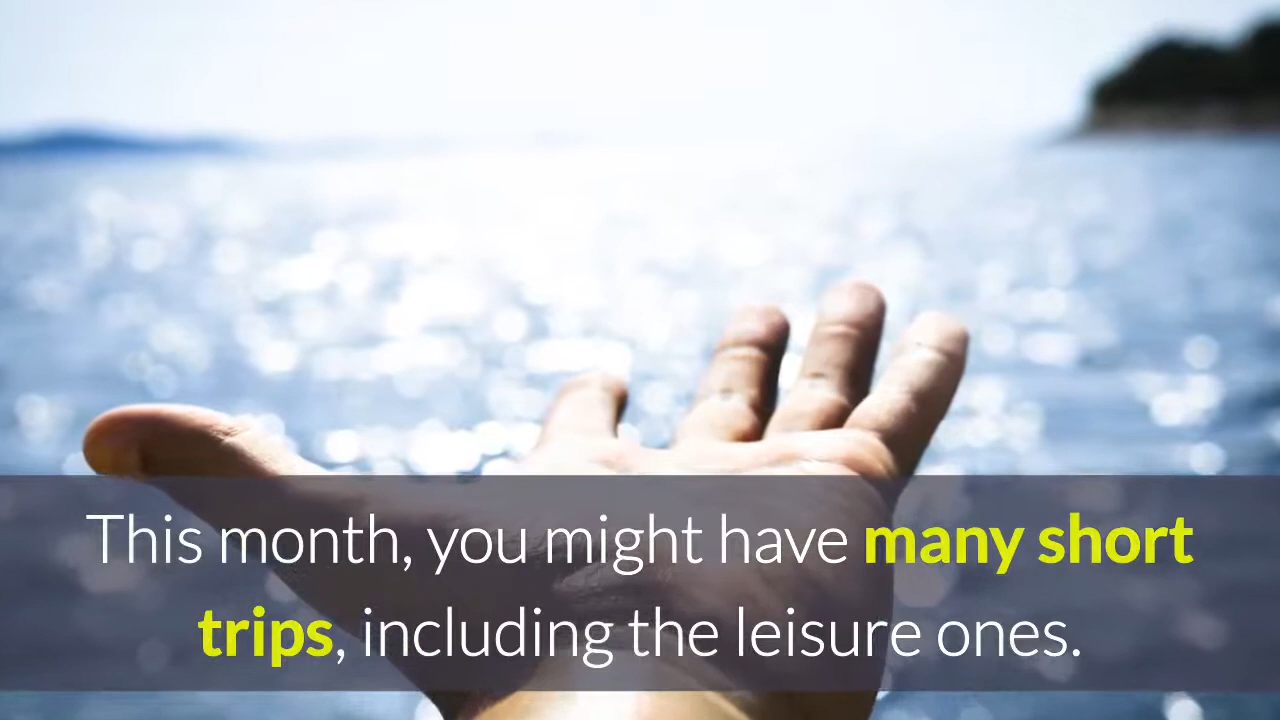 This month, you might have many short
trips, including the leisure ones.